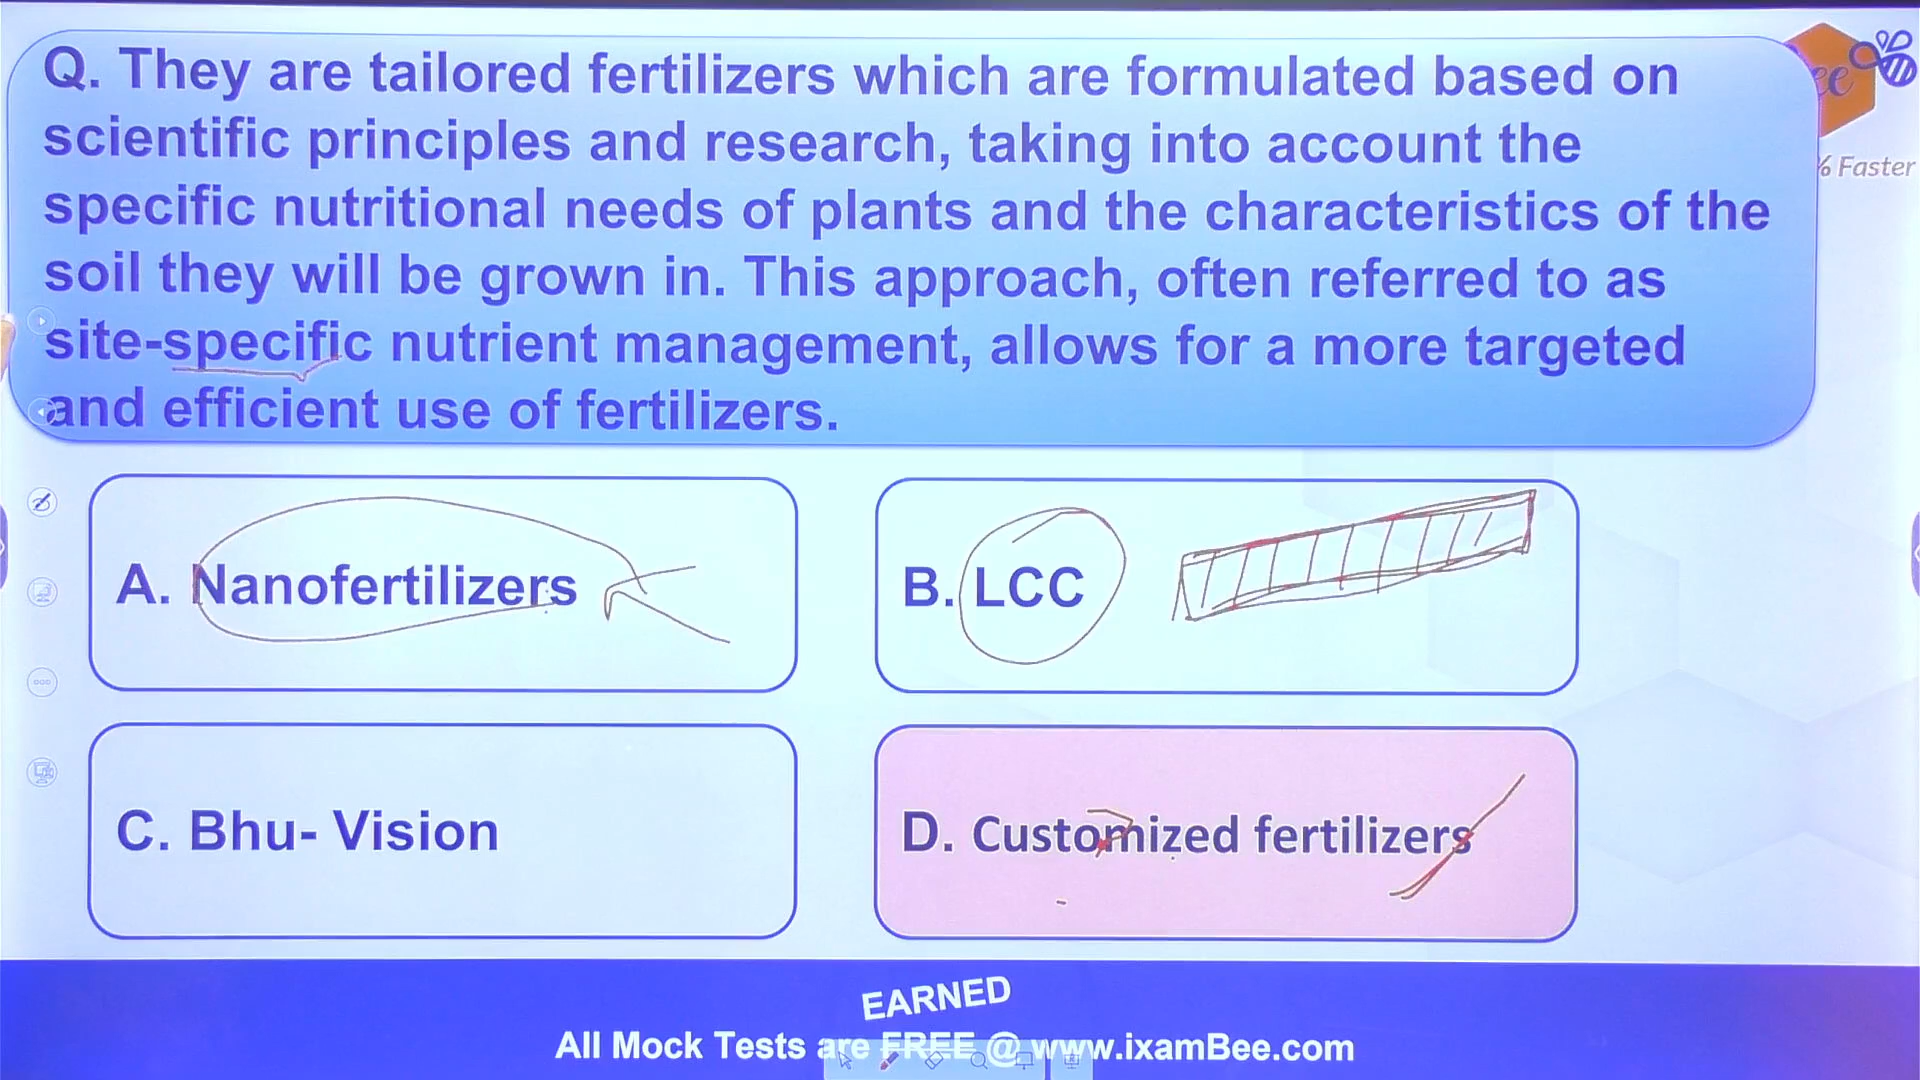 Q. They are tailored fertilizers which are formulated based on
scientific principles and research, taking into account the
specific nutritional needs of plants and the characteristics of the
soil they will be grown in. This approach, often referred to as
site-specific nutrient management, allows for a more targeted
and efficient use of fertilizers.
ee
% Faster
A. Nanofertilizers
B. LCC
C. Bhu- Vision
D. Customized fertilizers
EARNED
All Mock Tests are FREE @ www.ixamBee.com